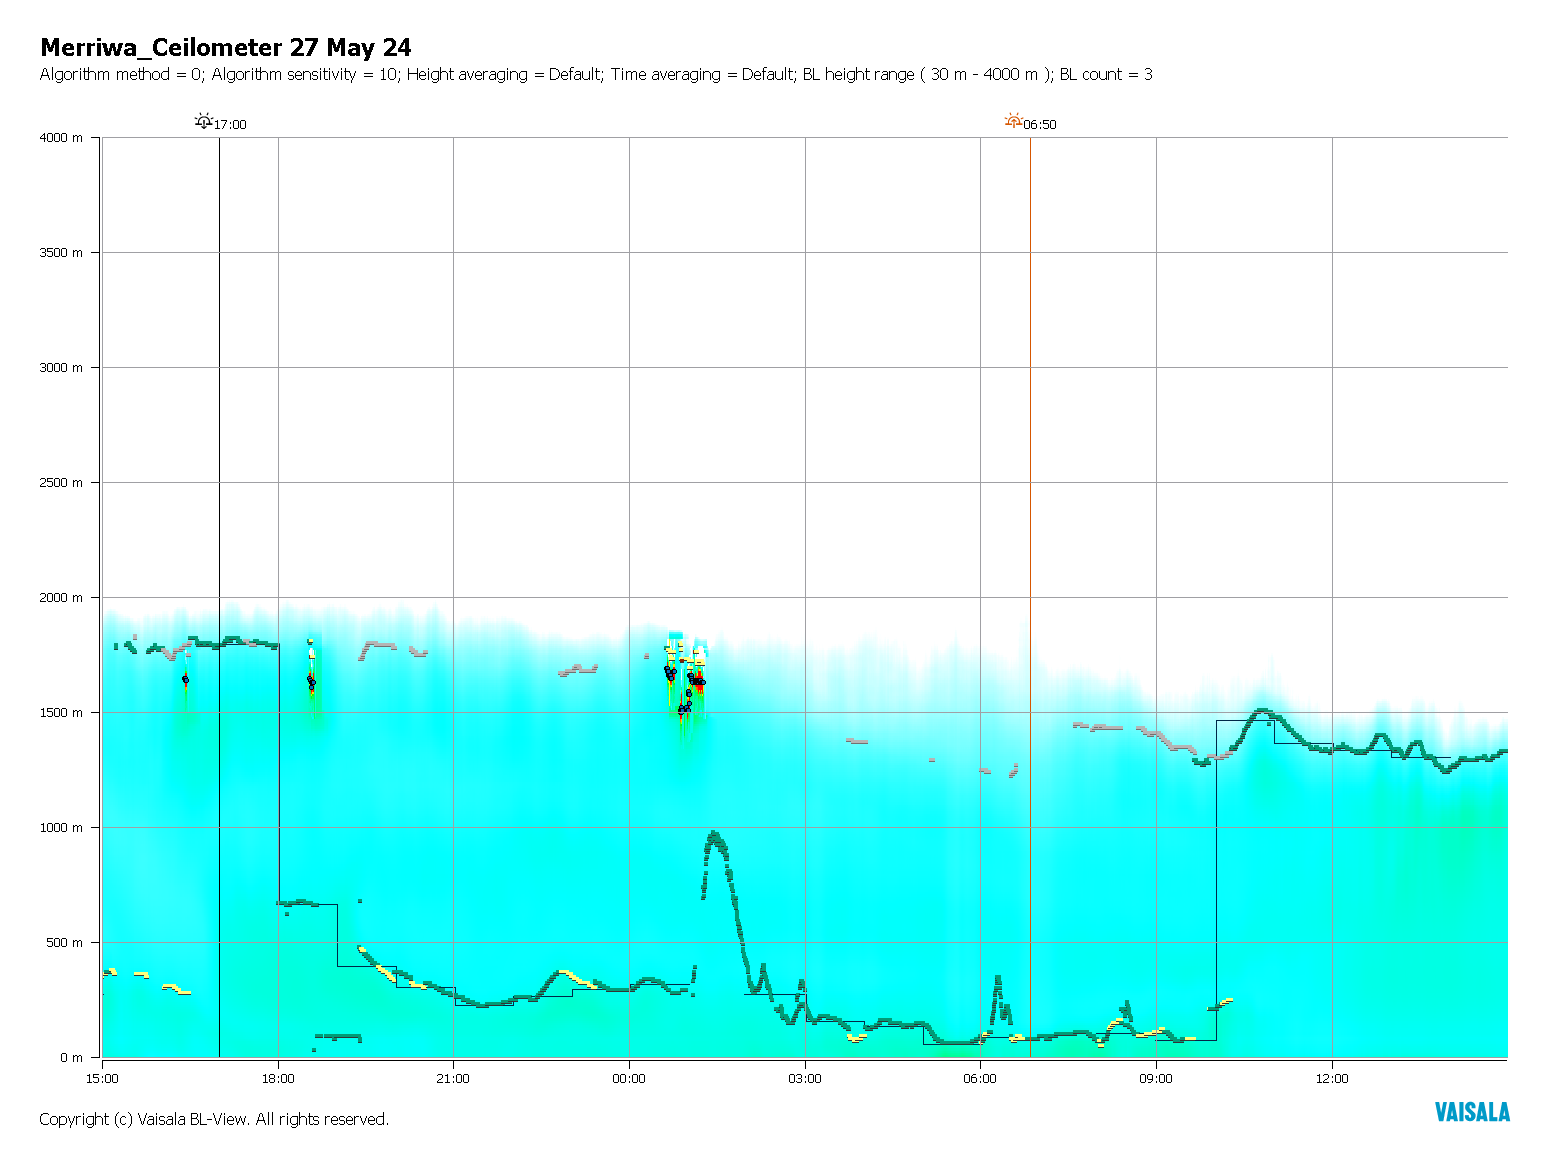 Merriwa_Ceilometer 27 May 24
Algorithm method = 0; Algorithm sensitivity = 10; Height averaging = Default; Time averaging = Default; BL height range ( 30 m - 4000 m ); BL count = 3
17:00
06:50
4000 m
3500 m
3000 m
2500 m
2000 m
1500 m
1000 m
500 m
0 m
15:00 18:00 21:00 00:00 03:00 06:00 09:00 12:00
Copyright (c) Vaisala BL-View. All rights reserved.
VAISALA